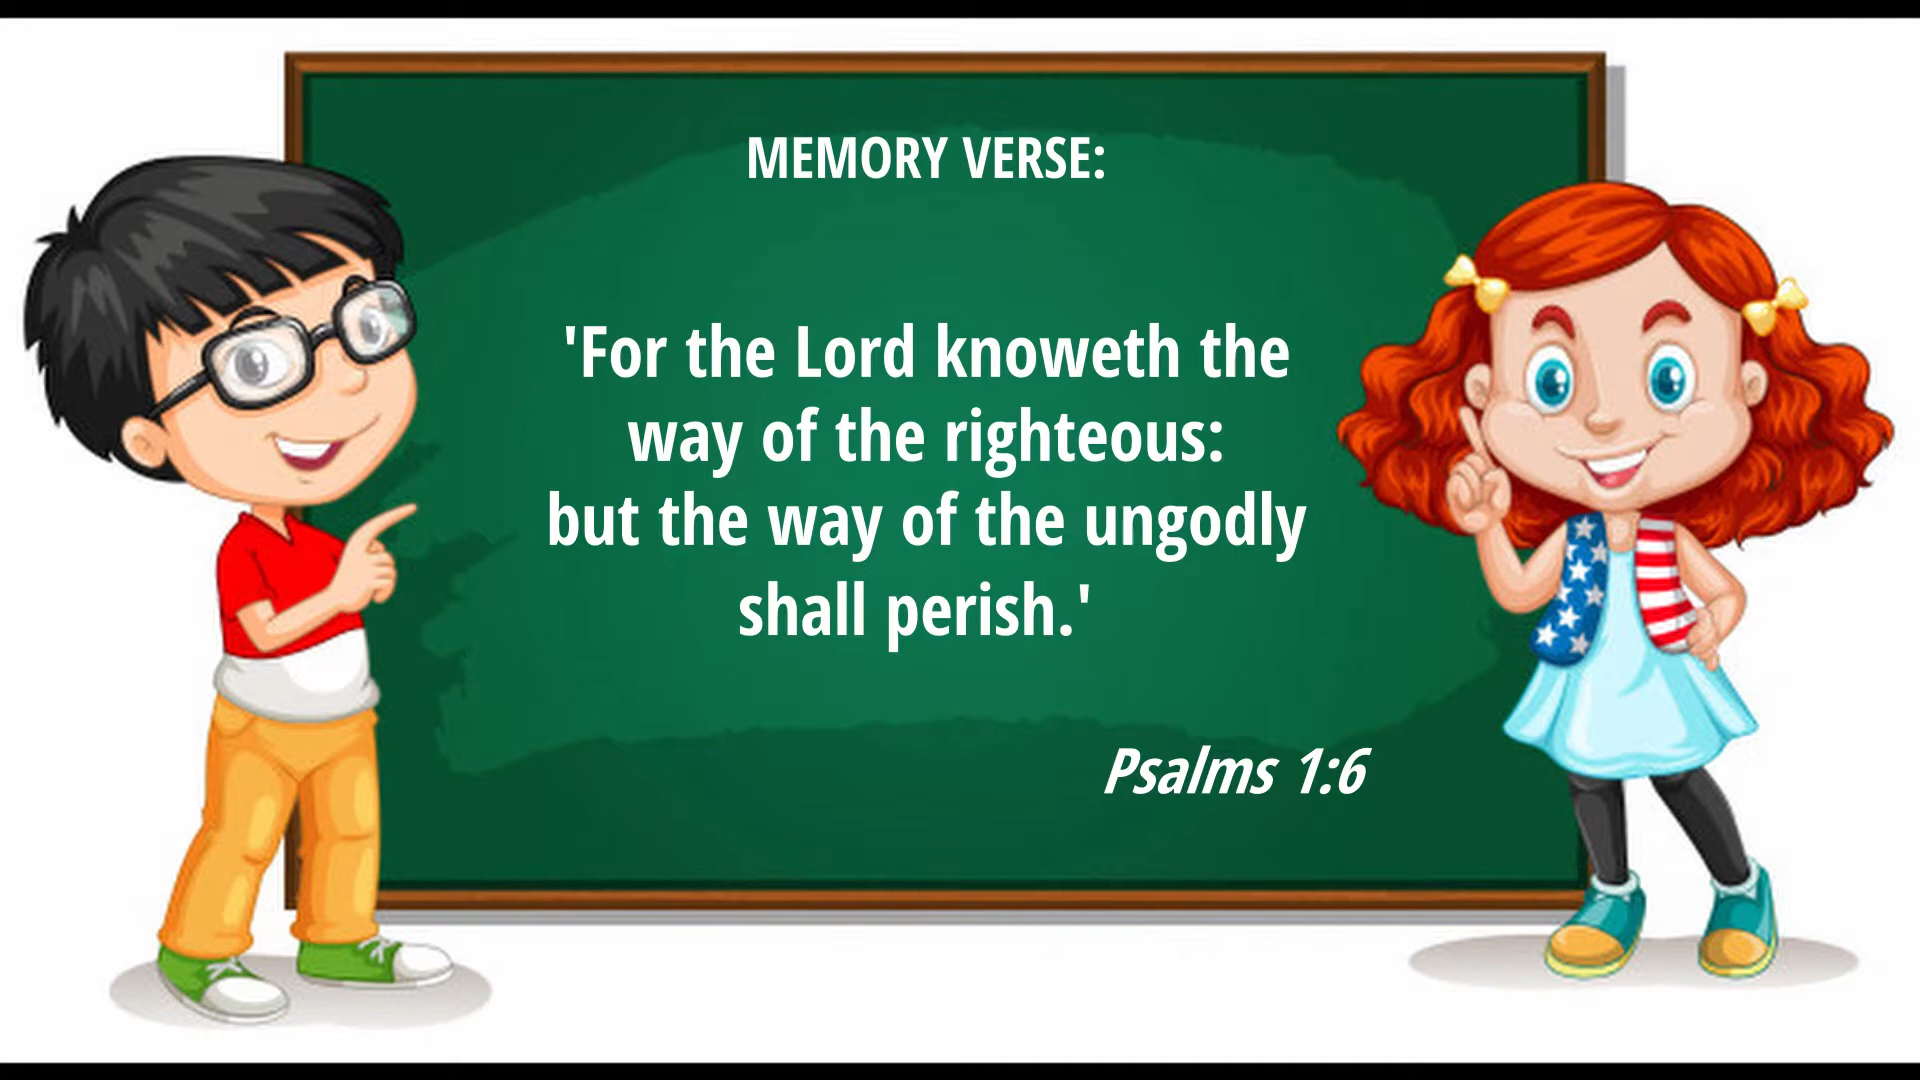 MEMORY VERSE:
'For the Lord knoweth the
way of the righteous:
but the way of the ungodly
shall perish.'
Psalms 1:6